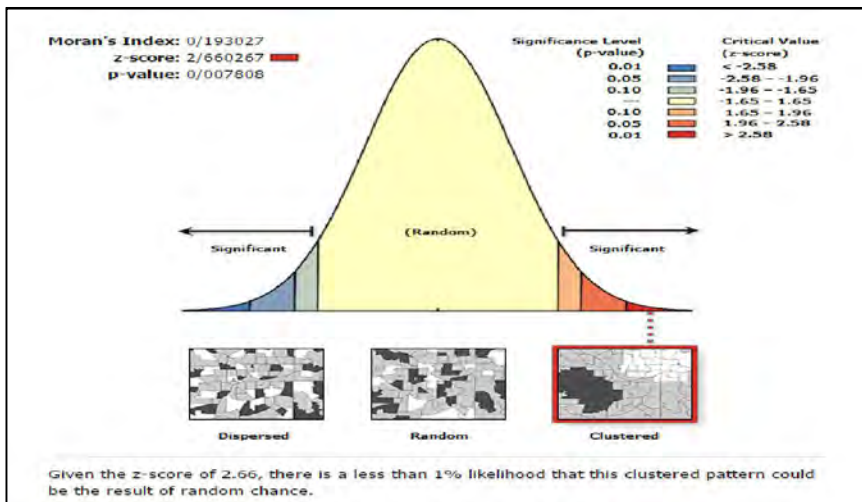 Moran's Index: 0/193027
z-score: 2/660267
p-value: 0/007808
Significance Level
(p-value)
Critical Value
(z-score)
0.01 < -2.58
0.05 -2.58 – -1.96
0.10 -1.96 – -1.65
--- -1.65 – 1.65
0.10 1.65 – 1.96
0.05 1.96 – 2.58
0.01 > 2.58
Significant
(Random)
Significant
Dispersed
Random
Clustered
Given the z-score of 2.66, there is a less than 1% likelihood that this clustered pattern could
be the result of random chance.